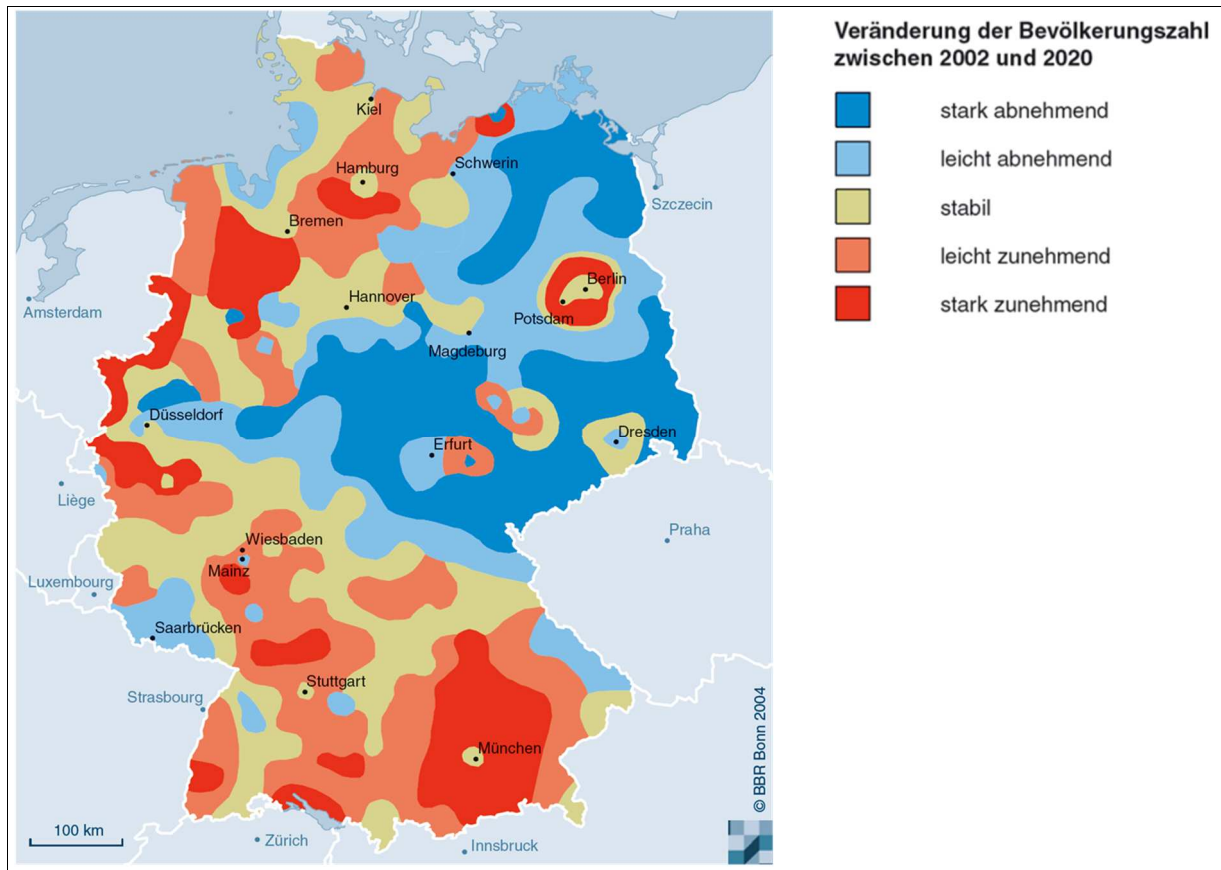 Veränderung der Bevölkerungszahl
zwischen 2002 und 2020
stark abnehmend
leicht abnehmend
stabil
leicht zunehmend
stark zunehmend
Kiel
Hamburg
Schwerin
Szczecin
Bremen
Berlin
Hannover
Amsterdam
Potsdam
Magdeburg
Düsseldorf
Dresden
Erfurt
Liège
Praha
Wiesbaden
Mainz
Luxembourg
Saarbrücken
Stuttgart
Strasbourg
München
© BBR Bonn 2004
100 km
Zürich
Innsbruck